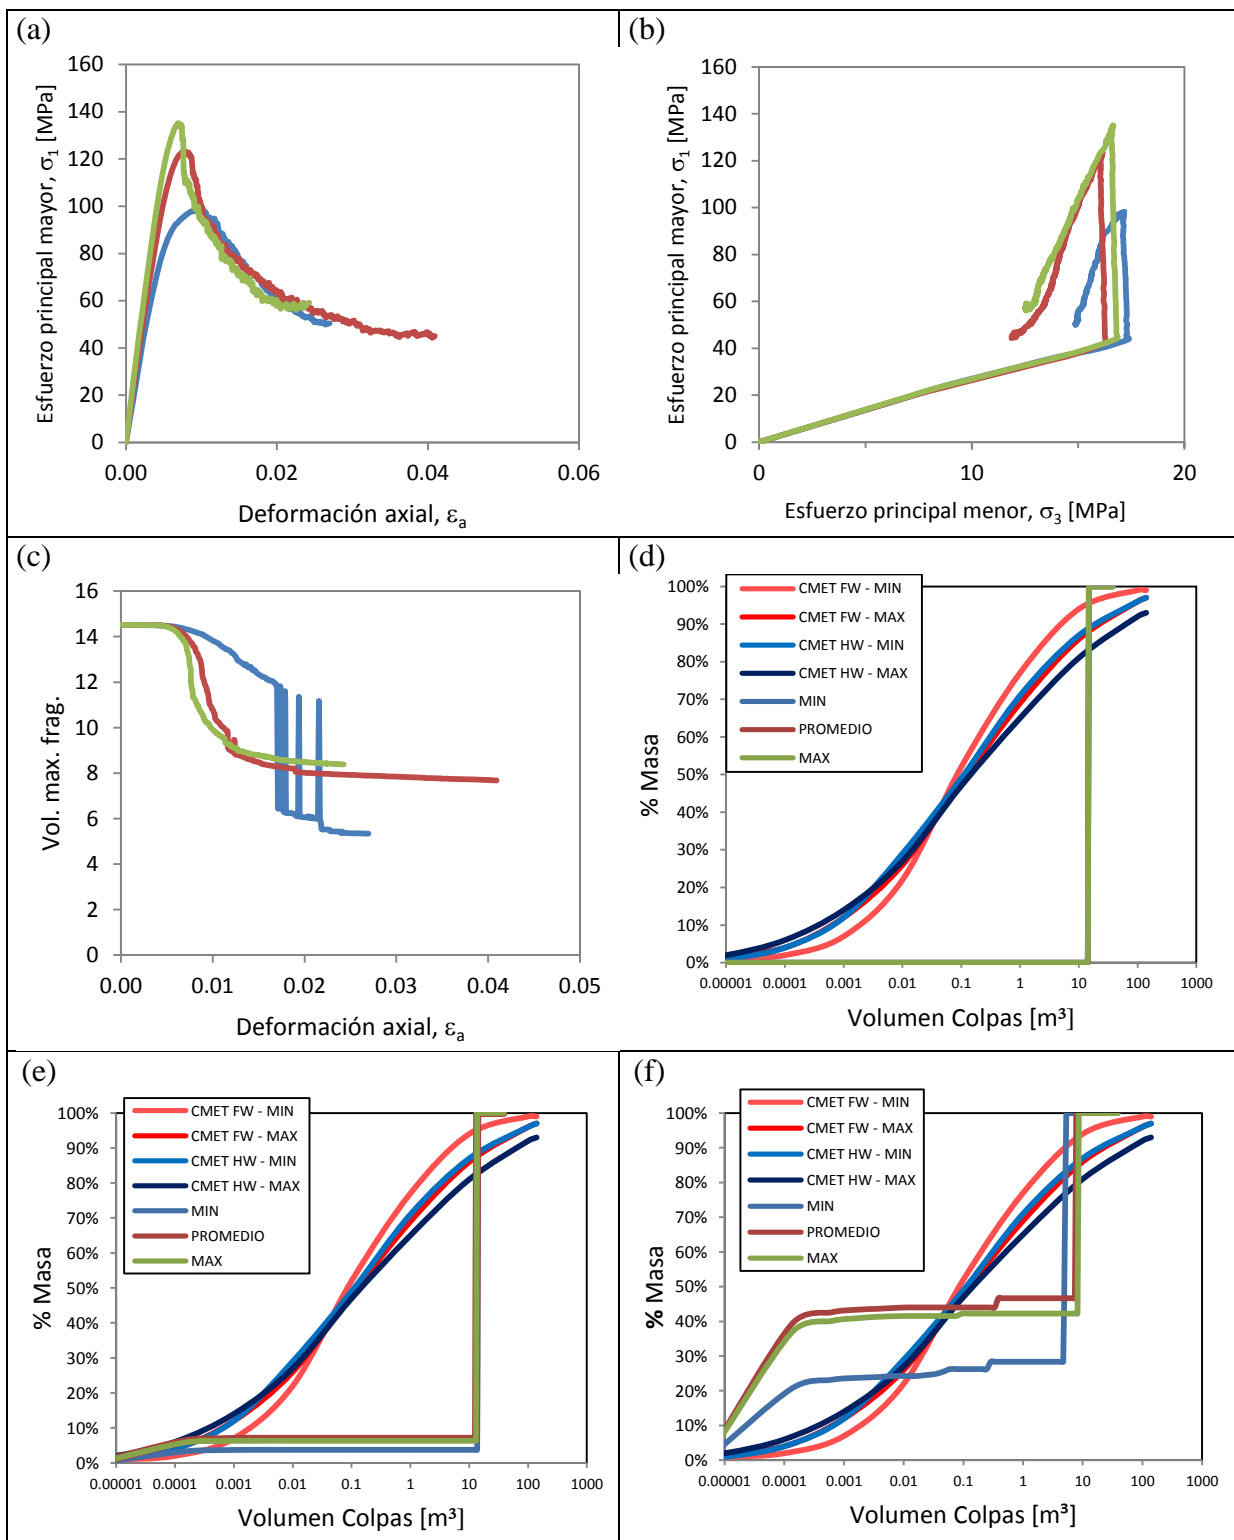 (a)
160
140
120
100
80
60
40
20
0
0.00 0.02 0.04 0.06
Esfuerzo principal mayor, σ1 [MPa]
Deformación axial, εa
(b)
160
140
120
100
80
60
40
20
0
0 10 20
Esfuerzo principal mayor, σ1 [MPa]
Esfuerzo principal menor, σ3 [MPa]
(c)
16
14
12
10
8
6
4
2
0
0.00 0.01 0.02 0.03 0.04 0.05
Vol. max. frag.
Deformación axial, εa
(d)
100%
90%
80%
70%
60%
50%
40%
30%
20%
10%
0%
CMET FW - MIN
CMET FW - MAX
CMET HW - MIN
CMET HW - MAX
MIN
PROMEDIO
MAX
0.00001 0.0001 0.001 0.01 0.1 1 10 100 1000
% Masa
Volumen Colpas [m³]
(e)
100%
90%
80%
70%
60%
50%
40%
30%
20%
10%
0%
CMET FW - MIN
CMET FW - MAX
CMET HW - MIN
CMET HW - MAX
MIN
PROMEDIO
MAX
0.00001 0.0001 0.001 0.01 0.1 1 10 100 1000
% Masa
Volumen Colpas [m³]
(f)
100%
90%
80%
70%
60%
50%
40%
30%
20%
10%
0%
CMET FW - MIN
CMET FW - MAX
CMET HW - MIN
CMET HW - MAX
MIN
PROMEDIO
MAX
0.00001 0.0001 0.001 0.01 0.1 1 10 100 1000
% Masa
Volumen Colpas [m³]